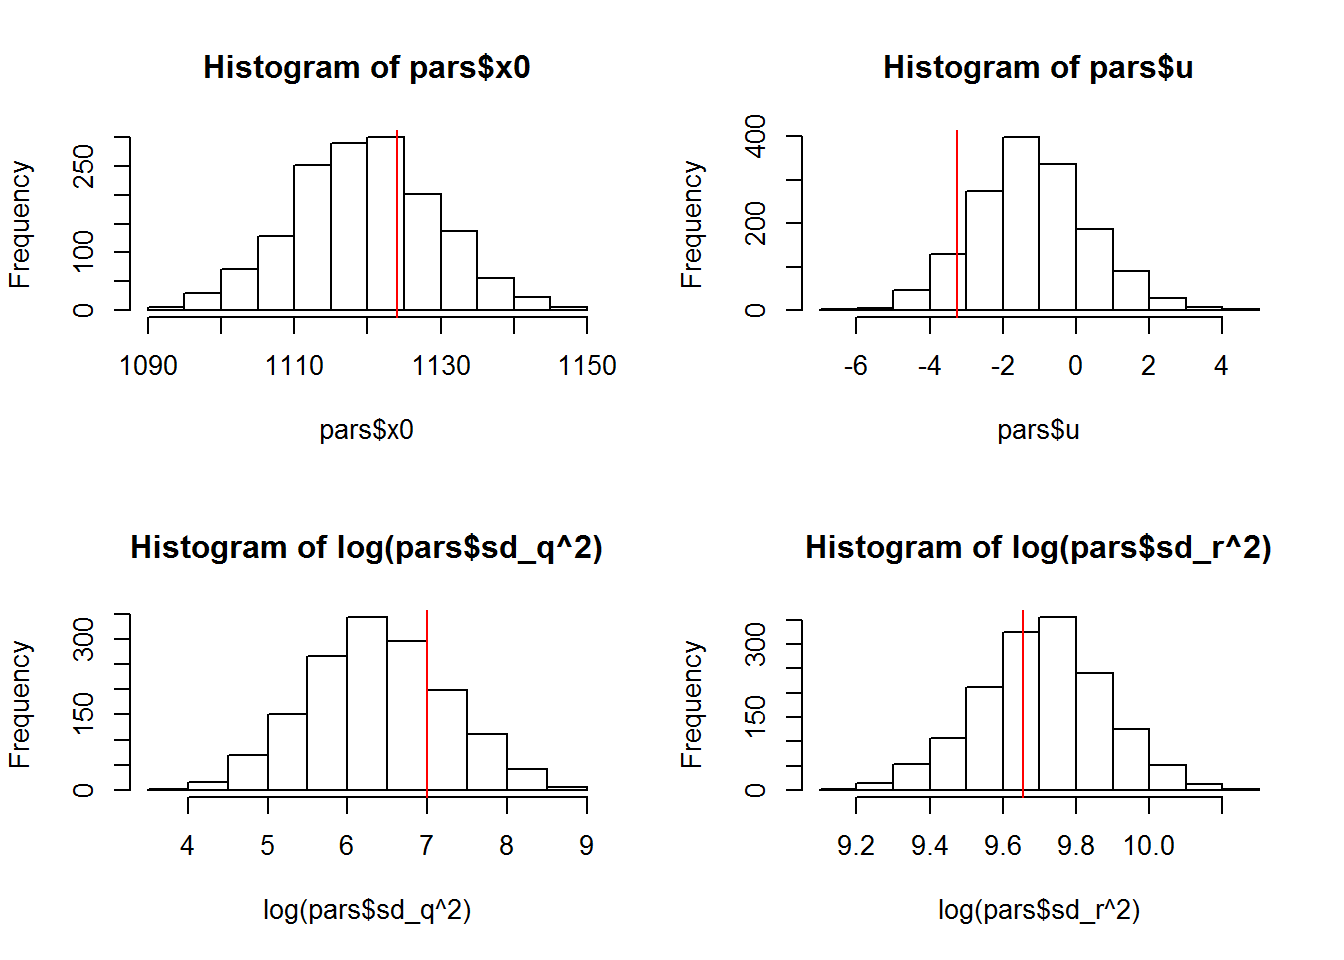 Histogram of pars$x0
Frequency
0 100 250
1090 1110 1130 1150
pars$x0
Histogram of pars$u
Frequency
0 200 400
-6 -4 -2 0 2 4
pars$u
Histogram of log(pars$sd_q^2)
Frequency
0 150 300
4 5 6 7 8 9
log(pars$sd_q^2)
Histogram of log(pars$sd_r^2)
Frequency
0 150 300
9.2 9.4 9.6 9.8 10.0
log(pars$sd_r^2)